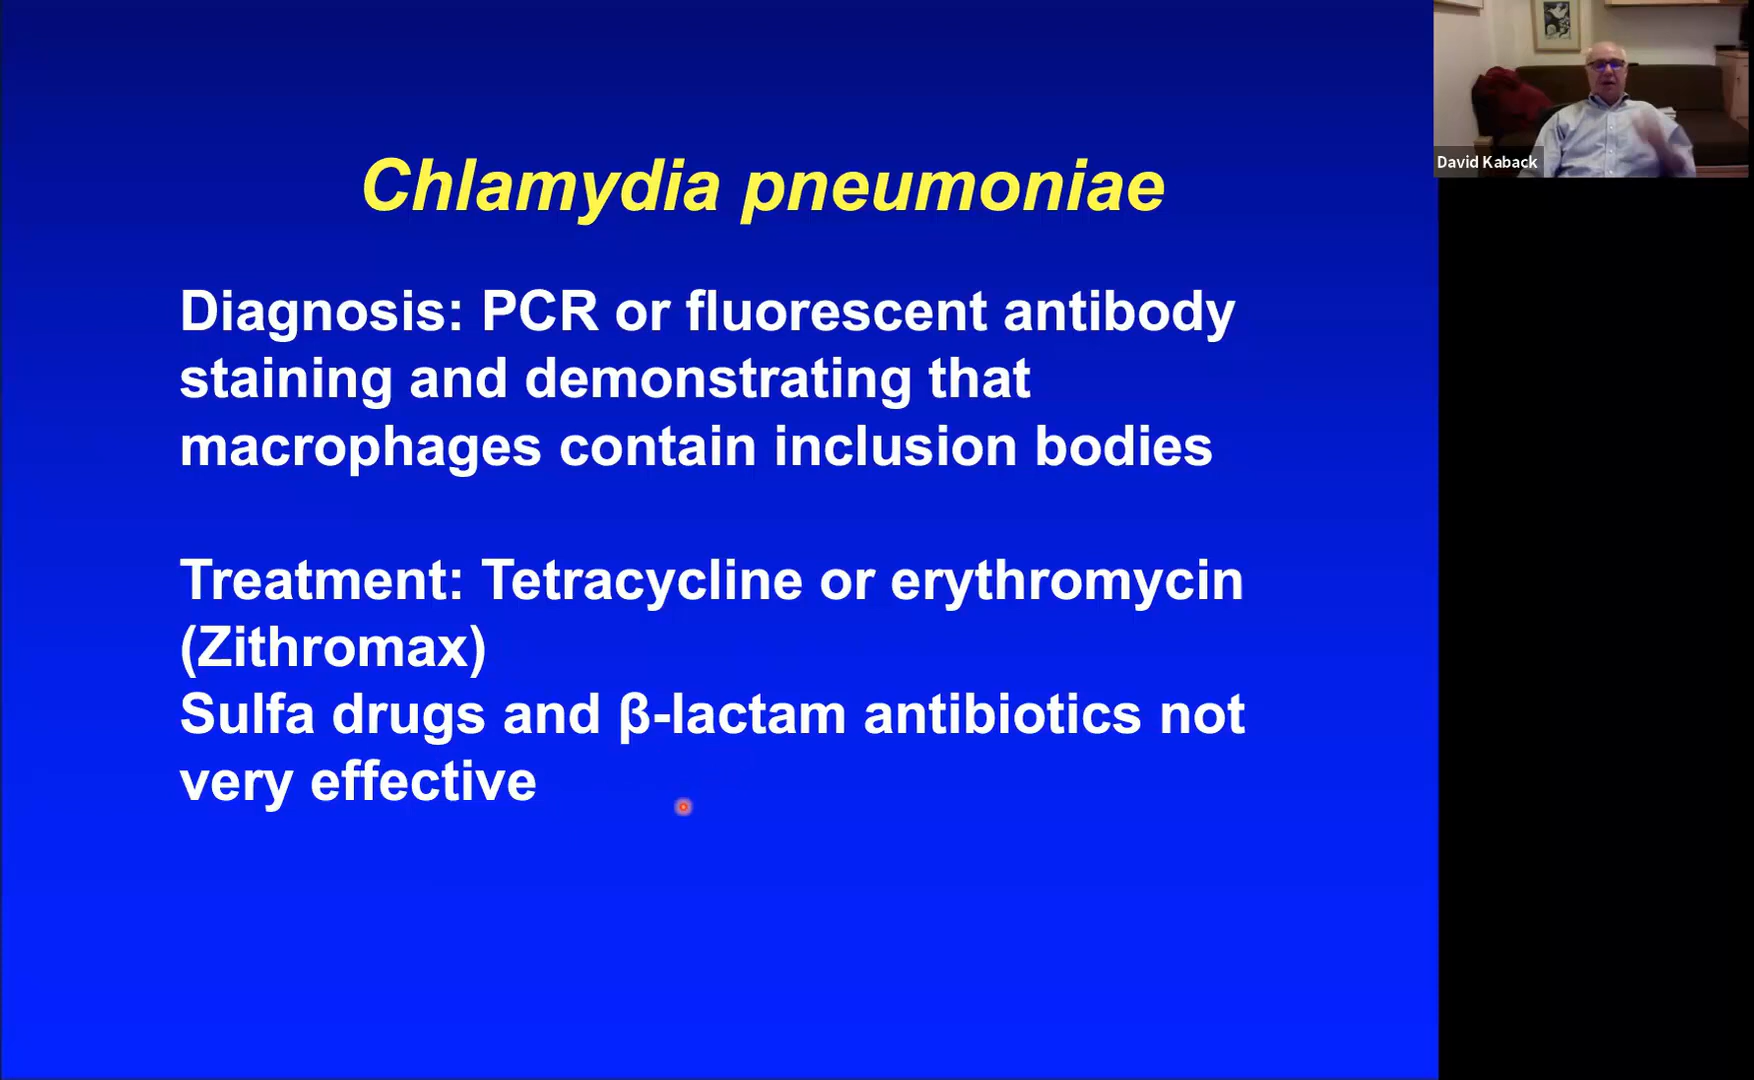 Chlamydia pneumoniae
Diagnosis: PCR or fluorescent antibody
staining and demonstrating that
macrophages contain inclusion bodies
Treatment: Tetracycline or erythromycin
(Zithromax)
Sulfa drugs and β-lactam antibiotics not
very effective
David Kaback